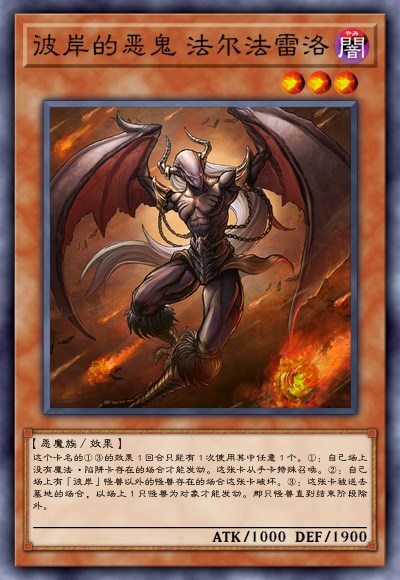 彼岸的恶鬼 法尔法雷洛
やみ
闇
【恶魔族/效果】
这个卡名的①③的效果1回合只能有1次使用其中任意1个。①：自己场上
没有魔法·陷阱卡存在的场合才能发动。这张卡从手卡特殊召唤。②：自己
场上有「彼岸」怪兽以外的怪兽存在的场合这张卡破坏。③：这张卡被送去
墓地的场合，以场上1只怪兽为对象才能发动。那只怪兽直到结束阶段除
外。
ATK/1000 DEF/1900